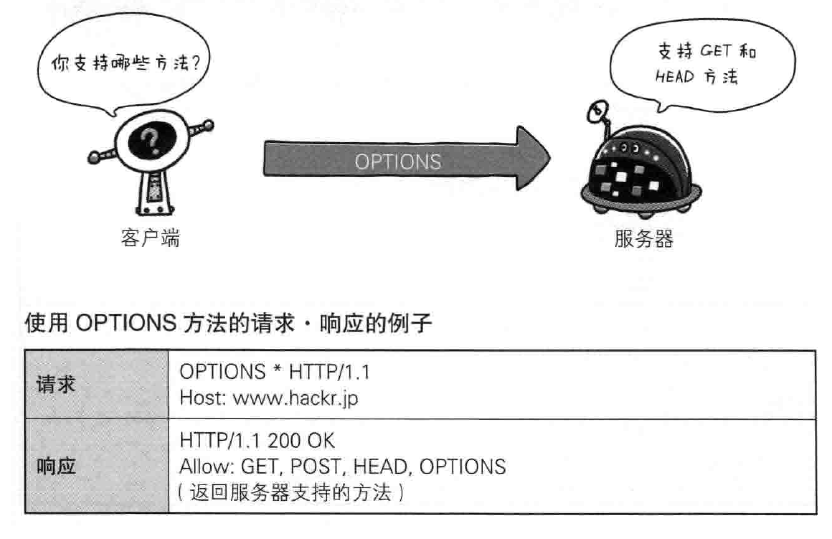 你支持哪些方法?
支持 GET 和
HEAD 方法
?
OPTIONS
客户端
服务器
使用 OPTIONS 方法的请求·响应的例子
请求
OPTIONS * HTTP/1.1
Host: www.hackr.jp
响应
HTTP/1.1 200 OK
Allow: GET, POST, HEAD, OPTIONS
(返回服务器支持的方法)